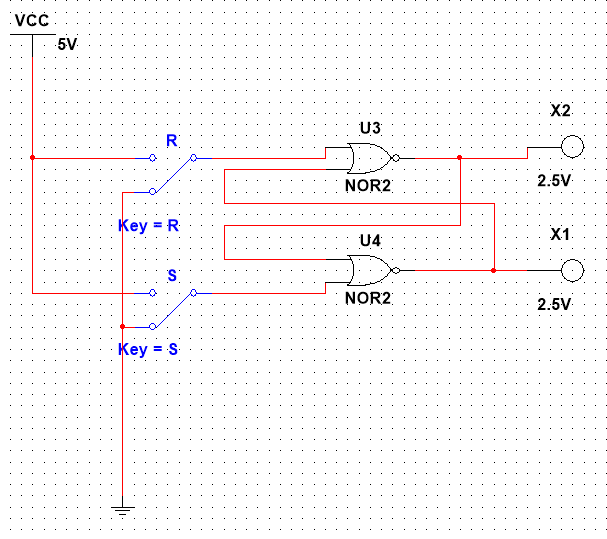 VCC
5V
X2
U3
R
2.5V
NOR2
Key = R
X1
U4
S
NOR2
2.5V
Key = S